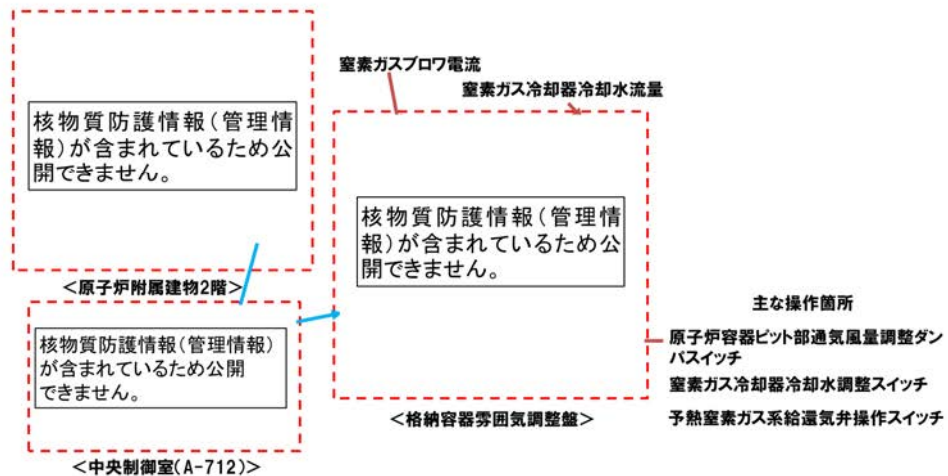 核物質防護情報(管理情
報)が含まれているため公
開できません。
<原子炉附属建物2階>
核物質防護情報(管理情報)
が含まれているため公開
できません。
<中央制御室(A-712)>
窒素ガスブロワ電流
窒素ガス冷却器冷却水流量
核物質防護情報(管理情
報)が含まれているため公
開できません。
<格納容器雰囲気調整盤>
主な操作箇所
原子炉容器ピット部通気風量調整ダン
パスイッチ
窒素ガス冷却器冷却水調整スイッチ
予熱窒素ガス系給還気弁操作スイッチ